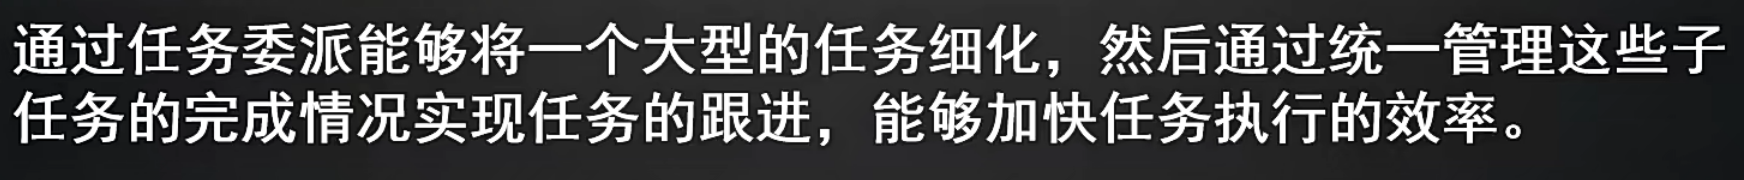 通过任务委派能够将一个大型的任务细化，然后通过统一管理这些子
任务的完成情况实现任务的跟进，能够加快任务执行的效率。